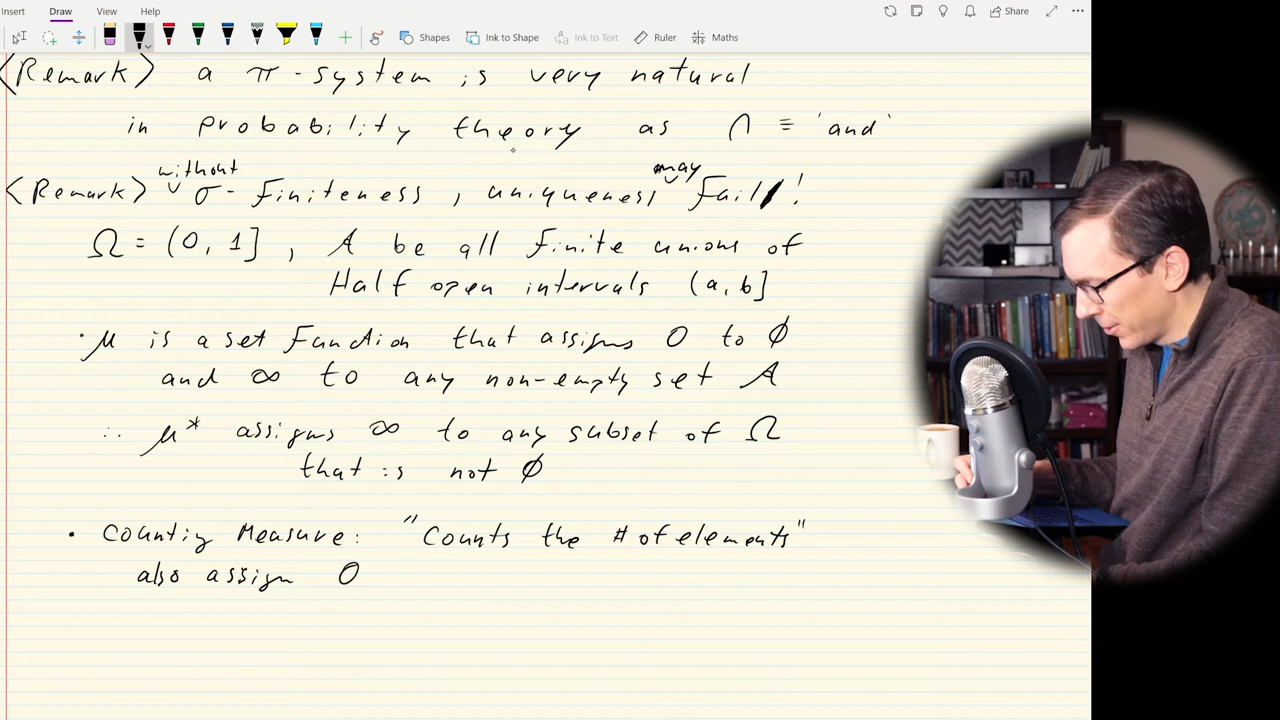 Insert Draw View Help Share
Shapes Ink to Shape Ink to Text Ruler Maths
<Remark> a π-system is very natural
in probability theory as ∩ ≡ 'and'
<Remark> without σ-finiteness, uniqueness may fail!
Ω = (0, 1], A be all finite unions of
Half open intervals (a, b]
· μ is a set function that assigns 0 to ∅
and ∞ to any non-empty set A
∴ μ* assigns ∞ to any subset of Ω
that is not ∅
· Countig Measure: "Counts the # of elements"
also assign 0